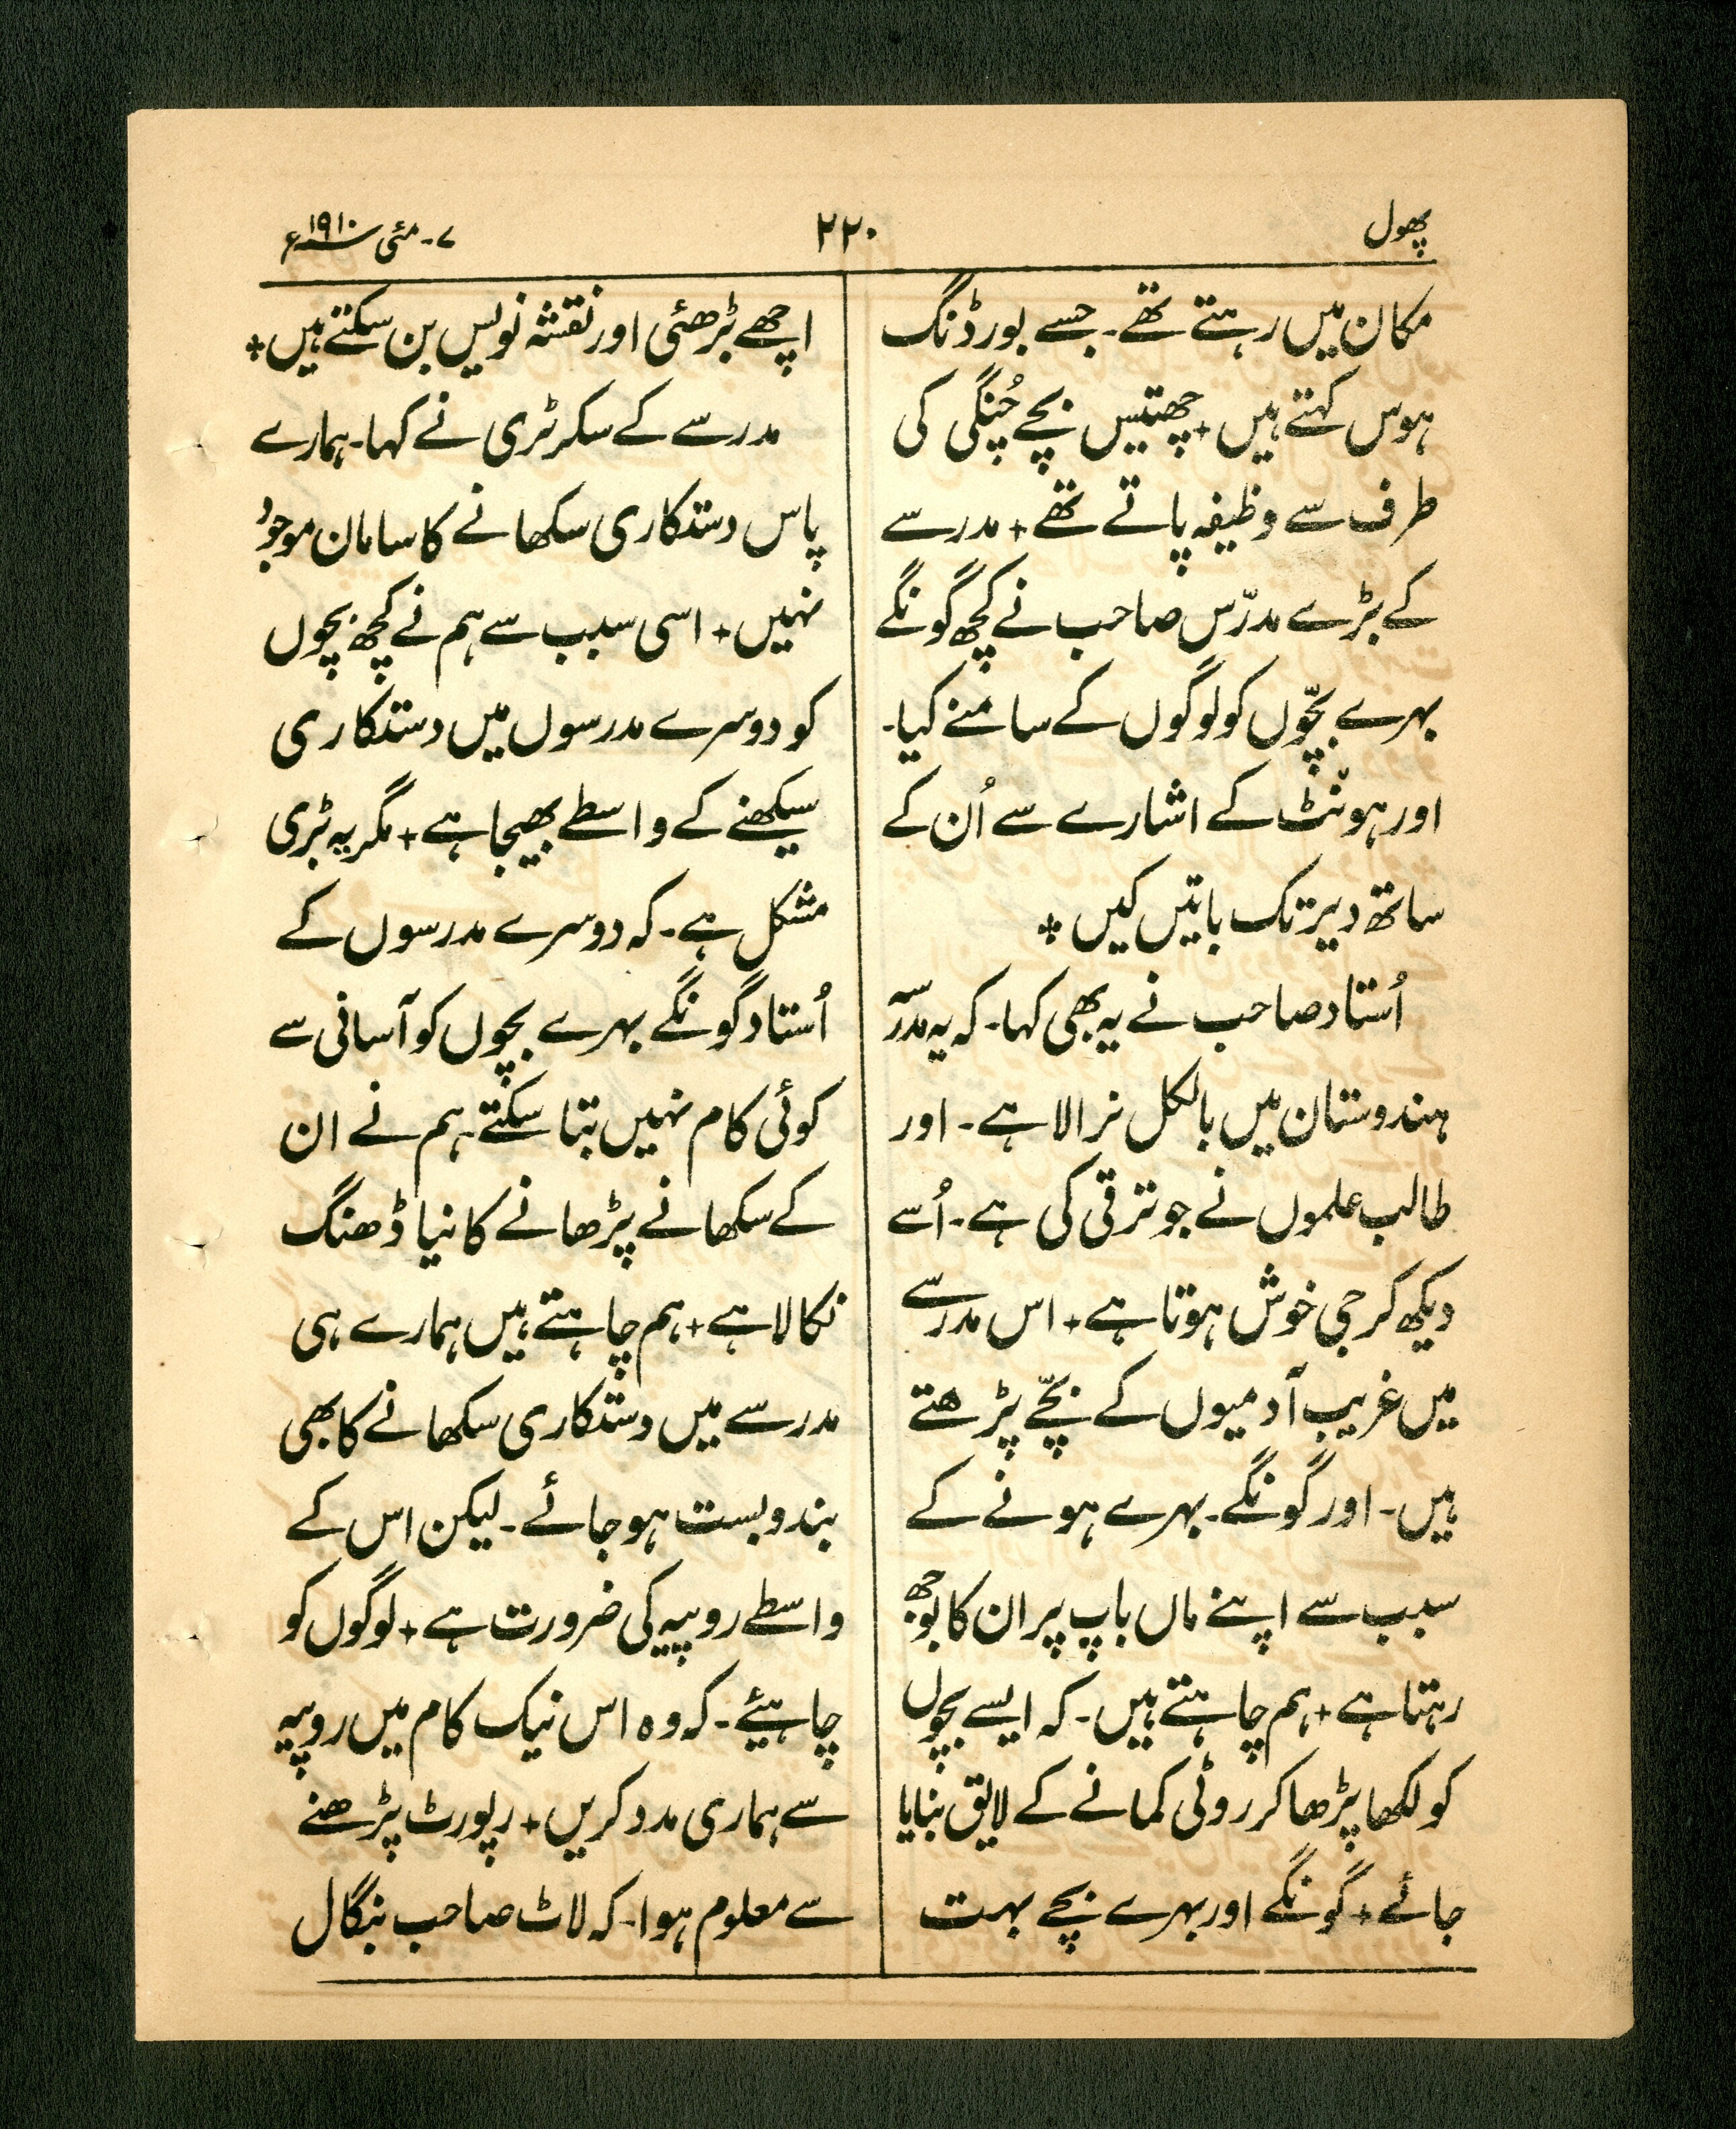 پھول
۲۲۰
۷۔ مئی ۱۹۱۰ء
مکان میں رہتے تھے۔ جسے بورڈنگ
ہوس کہتے ہیں + چھتیس بچے چُنگی کی
طرف سے وظیفہ پاتے تھے + مدرسے
کے بڑے مدرّس صاحب نے کچھ گونگے
بہرے بچّوں کو لوگوں کے سامنے کیا۔
اور ہونٹ کے اشارے سے اُن کے
ساتھ دیر تک باتیں کیں +
اُستاد صاحب نے یہ بھی کہا۔ کہ یہ مدرسہ
ہندوستان میں بالکل نرالا ہے۔ اور
طالب علموں نے جو ترقی کی ہے۔ اُسے
دیکھ کر جی خوش ہوتا ہے + اس مدرسے
میں غریب آدمیوں کے بچّے پڑھتے
ہیں۔ اور گونگے۔ بہرے ہونے کے
سبب سے اپنے ماں باپ پر ان کا بوجھ
رہتا ہے + ہم چاہتے ہیں۔ کہ ایسے بچوں
کو لکھا پڑھا کر روٹی کمانے کے لایق بنایا
جائے + گونگے اور بہرے بچے بہت
اچھے بڑھئی اور نقشہ نویس بن سکتے ہیں +
مدرسے کے سکرٹری نے کہا۔ ہمارے
پاس دستکاری سکھانے کا سامان موجود
نہیں + اسی سبب سے ہم نے کچھ بچوں
کو دوسرے مدرسوں میں دستکاری
سیکھنے کے واسطے بھیجا ہے + مگر یہ بڑی
مشکل ہے۔ کہ دوسرے مدرسوں کے
اُستاد گونگے بہرے بچوں کو آسانی سے
کوئی کام نہیں بتا سکتے۔ ہم نے ان
کے سکھانے پڑھانے کا نیا ڈھنگ
نکالا ہے + ہم چاہتے ہیں ہمارے ہی
مدرسے میں دستکاری سکھانے کا بھی
بندوبست ہو جائے۔ لیکن اس کے
واسطے روپیہ کی ضرورت ہے + لوگوں کو
چاہئیے۔ کہ وہ اس نیک کام میں روپیہ
سے ہماری مدد کریں + رپورٹ پڑھنے
سے معلوم ہوا۔ کہ لاٹ صاحب بنگال